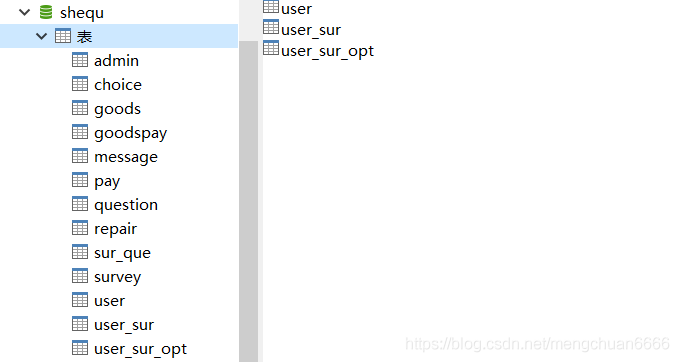 shequ
表
admin
choice
goods
goodspay
message
pay
question
repair
sur_que
survey
user
user_sur
user_sur_opt
user
user_sur
user_sur_opt
https://blog.csdn.net/mengchuan6666